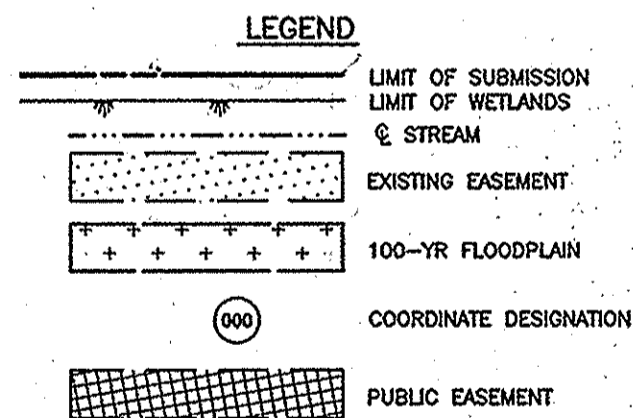 LEGEND
LIMIT OF SUBMISSION
LIMIT OF WETLANDS
℄ STREAM
EXISTING EASEMENT
100-YR FLOODPLAIN
000 COORDINATE DESIGNATION
PUBLIC EASEMENT